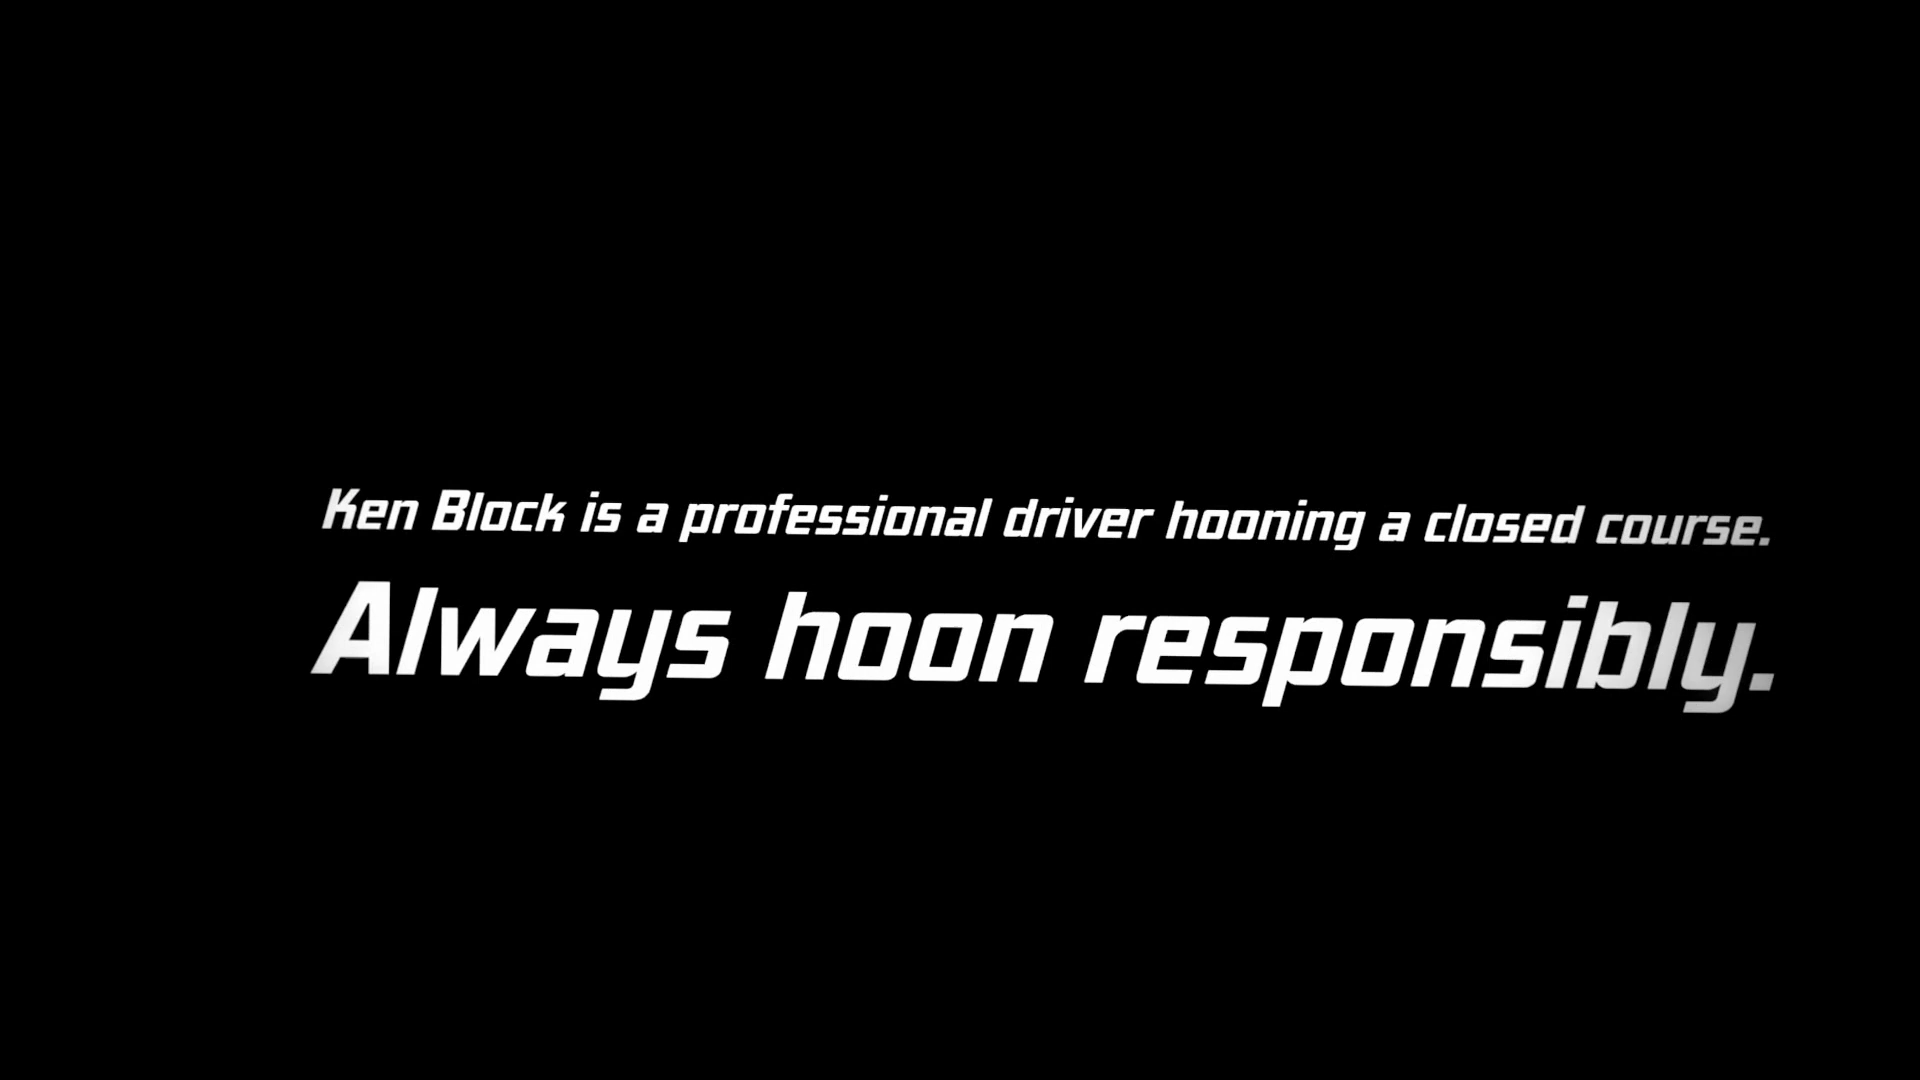 Ken Block is a professional driver hooning a closed course.
Always hoon responsibly.